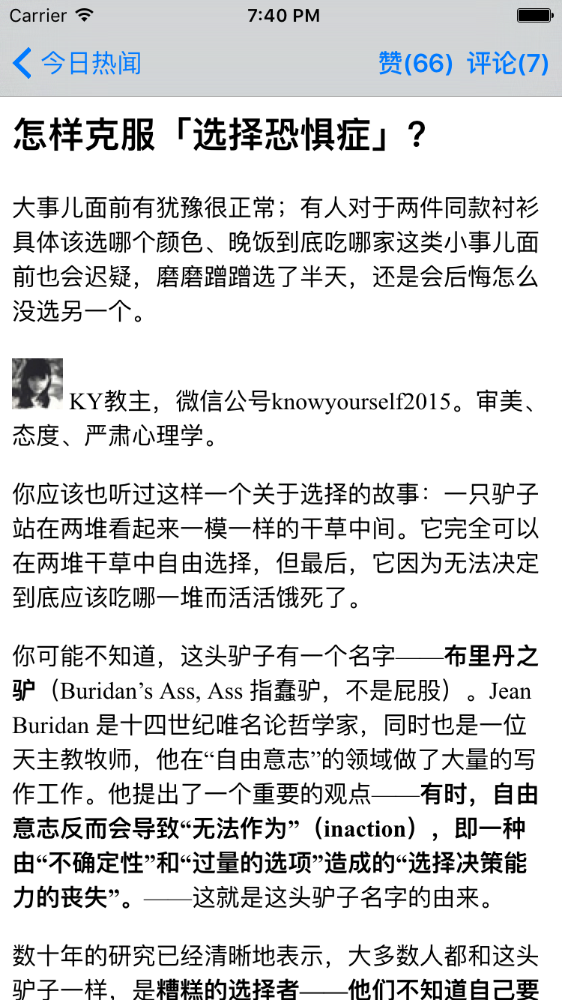 Carrier 7:40 PM
今日热闻 赞(66) 评论(7)
怎样克服「选择恐惧症」?
大事儿面前有犹豫很正常；有人对于两件同款衬衫
具体该选哪个颜色、晚饭到底吃哪家这类小事儿面
前也会迟疑，磨磨蹭蹭选了半天，还是会后悔怎么
没选另一个。
KY教主，微信公号knowyourself2015。审美、
态度、严肃心理学。
你应该也听过这样一个关于选择的故事：一只驴子
站在两堆看起来一模一样的干草中间。它完全可以
在两堆干草中自由选择，但最后，它因为无法决定
到底应该吃哪一堆而活活饿死了。
你可能不知道，这头驴子有一个名字——布里丹之
驴（Buridan’s Ass, Ass 指蠢驴，不是屁股）。Jean
Buridan 是十四世纪唯名论哲学家，同时也是一位
天主教牧师，他在“自由意志”的领域做了大量的写
作工作。他提出了一个重要的观点——有时，自由
意志反而会导致“无法作为”（inaction），即一种
由“不确定性”和“过量的选项”造成的“选择决策能
力的丧失”。——这就是这头驴子名字的由来。
数十年的研究已经清晰地表示，大多数人都和这头
驴子一样，是糟糕的选择者——他们不知道自己要